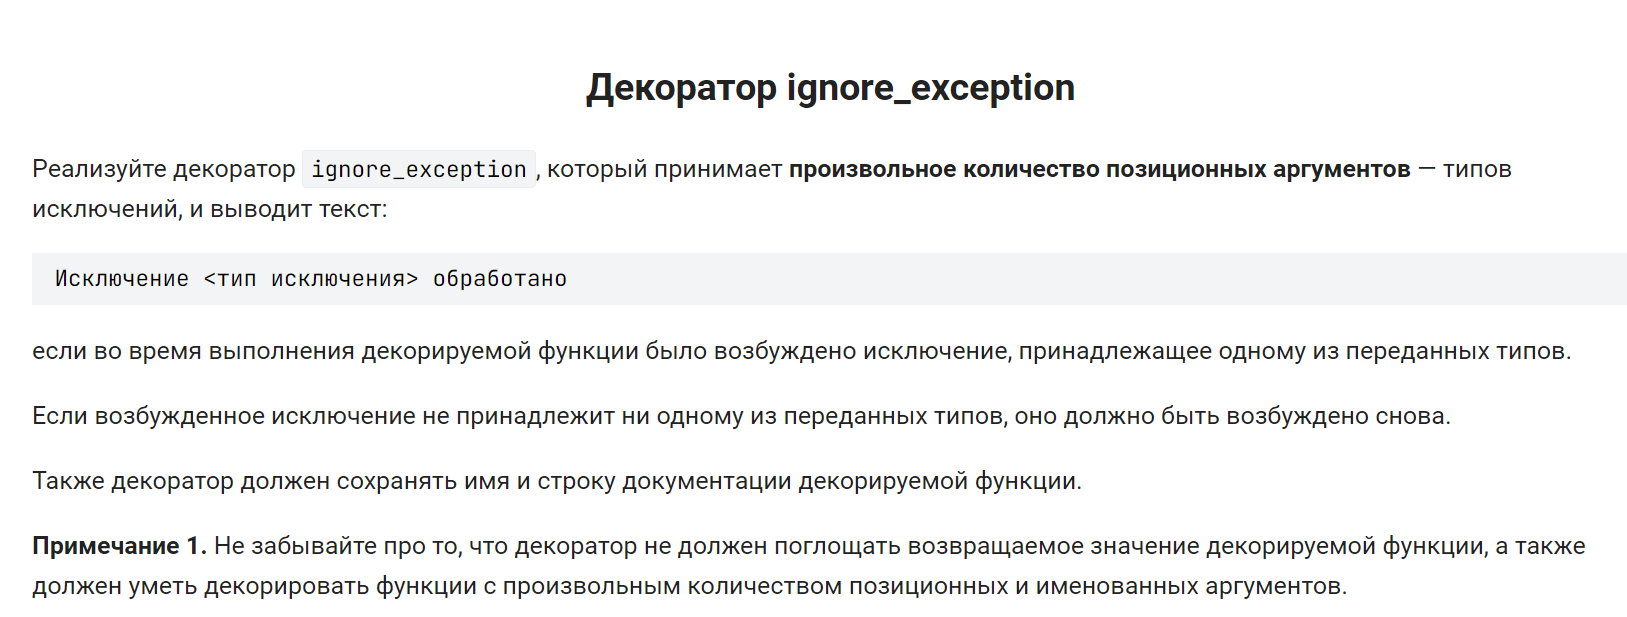 Декоратор ignore_exception
Реализуйте декоратор ignore_exception, который принимает произвольное количество позиционных аргументов — типов
исключений, и выводит текст:
Исключение <тип исключения> обработано
если во время выполнения декорируемой функции было возбуждено исключение, принадлежащее одному из переданных типов.
Если возбужденное исключение не принадлежит ни одному из переданных типов, оно должно быть возбуждено снова.
Также декоратор должен сохранять имя и строку документации декорируемой функции.
Примечание 1. Не забывайте про то, что декоратор не должен поглощать возвращаемое значение декорируемой функции, а также
должен уметь декорировать функции с произвольным количеством позиционных и именованных аргументов.